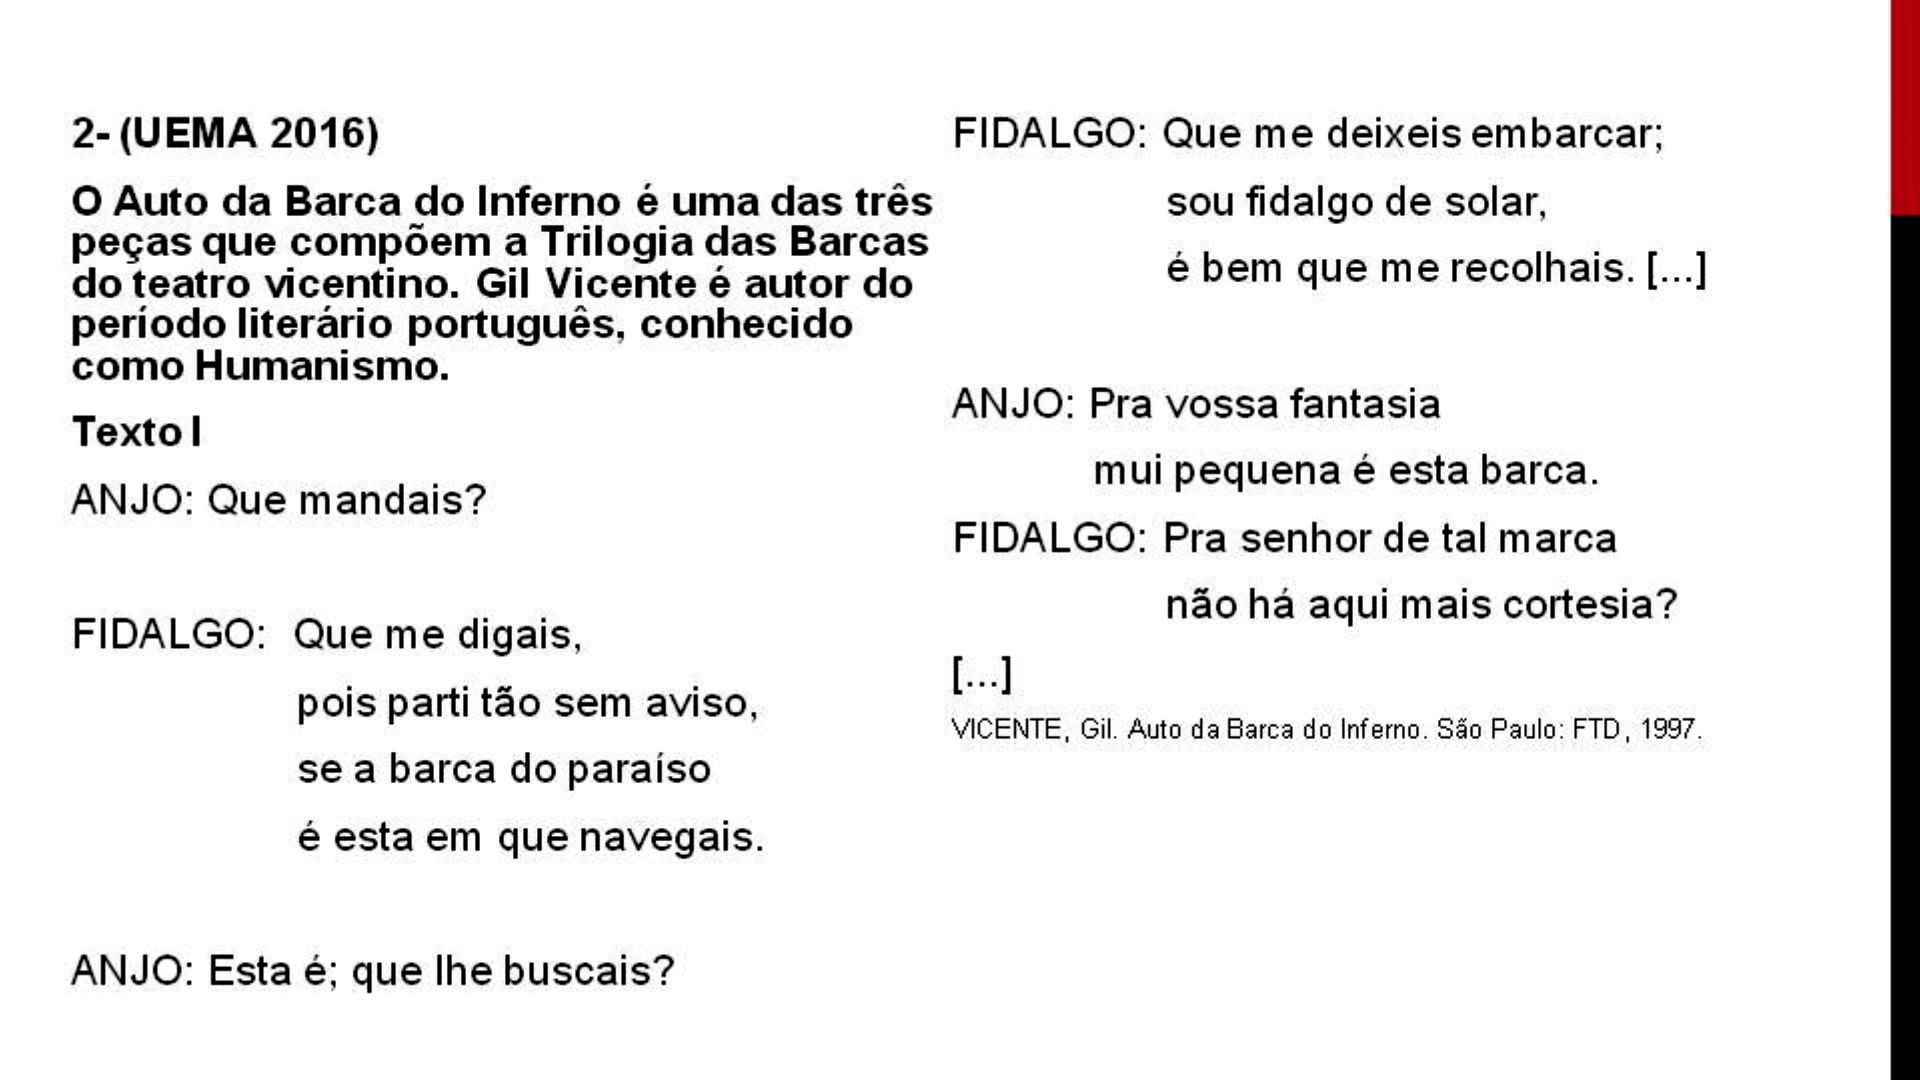 2- (UEMA 2016)
O Auto da Barca do Inferno é uma das três
peças que compõem a Trilogia das Barcas
do teatro vicentino. Gil Vicente é autor do
período literário português, conhecido
como Humanismo.
Texto I
ANJO: Que mandais?
FIDALGO: Que me digais,
pois parti tão sem aviso,
se a barca do paraíso
é esta em que navegais.
ANJO: Esta é; que lhe buscais?
FIDALGO: Que me deixeis embarcar;
sou fidalgo de solar,
é bem que me recolhais. [...]
ANJO: Pra vossa fantasia
mui pequena é esta barca.
FIDALGO: Pra senhor de tal marca
não há aqui mais cortesia?
[...]
VICENTE, Gil. Auto da Barca do Inferno. São Paulo: FTD, 1997.